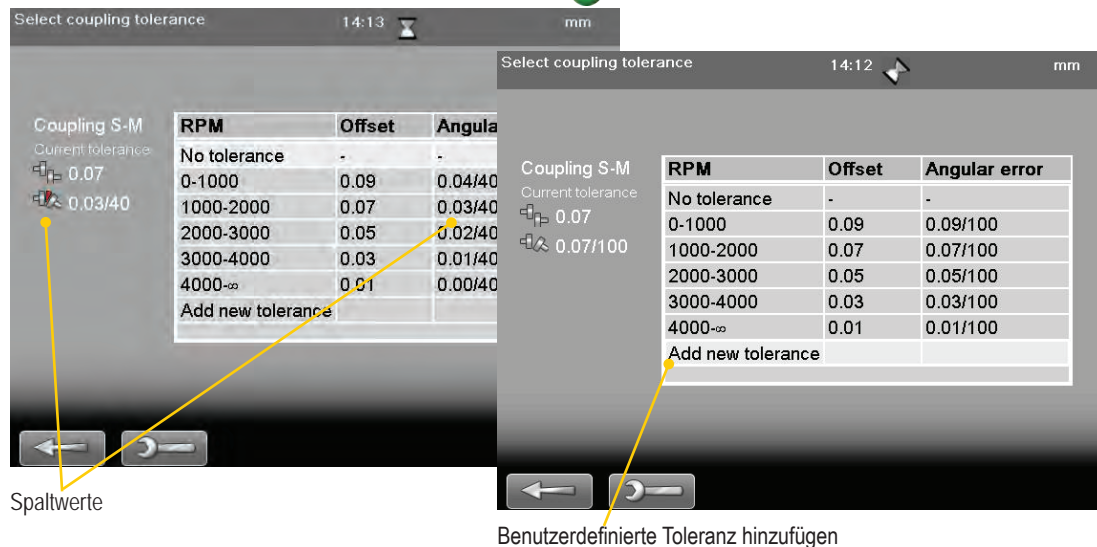 Select coupling tolerance 14:13 mm
Coupling S-M
Current tolerance
0.07
0.03/40
RPM Offset Angula
No tolerance - -
0-1000 0.09 0.04/40
1000-2000 0.07 0.03/40
2000-3000 0.05 0.02/40
3000-4000 0.03 0.01/40
4000-∞ 0.01 0.00/40
Add new tolerance
Spaltwerte
Select coupling tolerance 14:12 mm
Coupling S-M
Current tolerance
0.07
0.07/100
RPM Offset Angular error
No tolerance - -
0-1000 0.09 0.09/100
1000-2000 0.07 0.07/100
2000-3000 0.05 0.05/100
3000-4000 0.03 0.03/100
4000-∞ 0.01 0.01/100
Add new tolerance
Benutzerdefinierte Toleranz hinzufügen